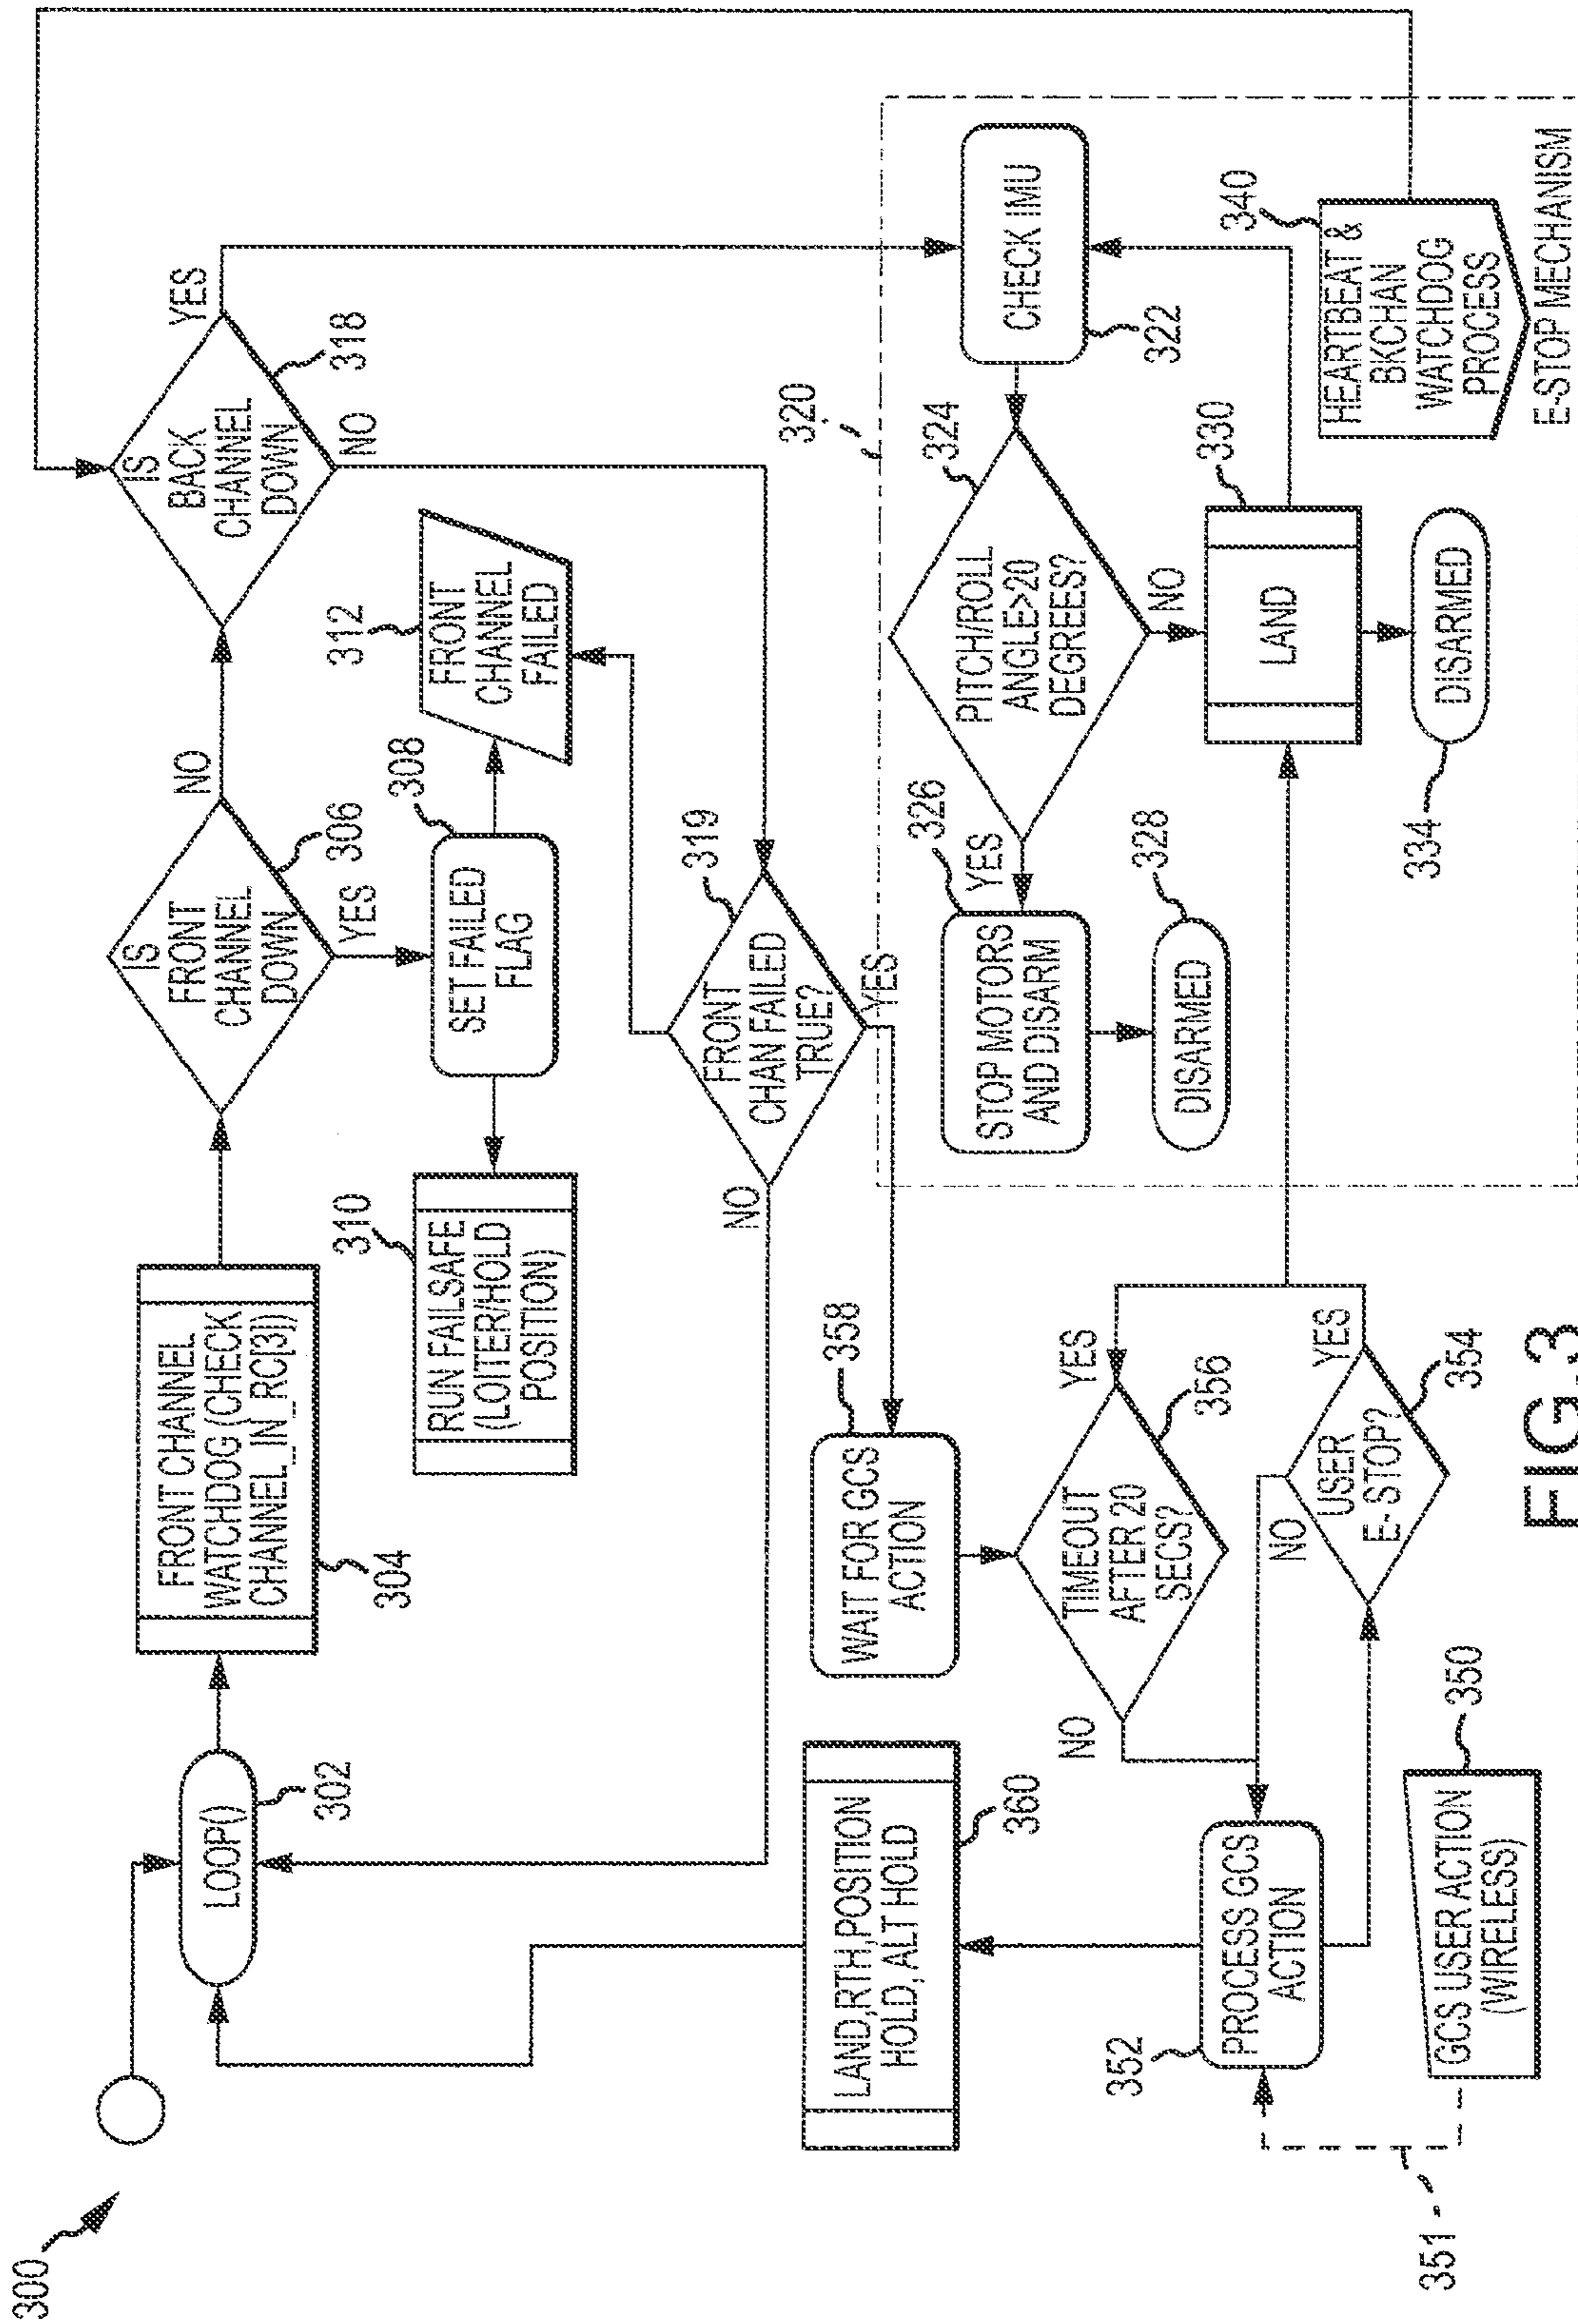 300
LOOP()
302
FRONT CHANNEL
WATCHDOG (CHECK
CHANNEL_IN_RC[3])
304
IS
FRONT
CHANNEL
DOWN
306
NO
YES
IS
BACK
CHANNEL
DOWN
318
YES
NO
RUN FAILSAFE
(LOITER/HOLD
POSITION)
310
SET FAILED
FLAG
308
FRONT
CHANNEL
FAILED
312
FRONT
CHAN FAILED
TRUE?
319
NO
YES
320
LAND,RTH,POSITION
HOLD, ALT HOLD
360
WAIT FOR GCS
ACTION
358
STOP MOTORS
AND DISARM
326
YES
PITCH/ROLL
ANGLE>20
DEGREES?
324
NO
CHECK IMU
322
TIMEOUT
AFTER 20
SECS?
356
NO
YES
DISARMED
328
LAND
330
PROCESS GCS
ACTION
352
USER
E-STOP?
354
NO
YES
DISARMED
334
HEARTBEAT &
BKCHAN
WATCHDOG
PROCESS
340
GCS USER ACTION
(WIRELESS)
350
351
E-STOP MECHANISM
FIG.3